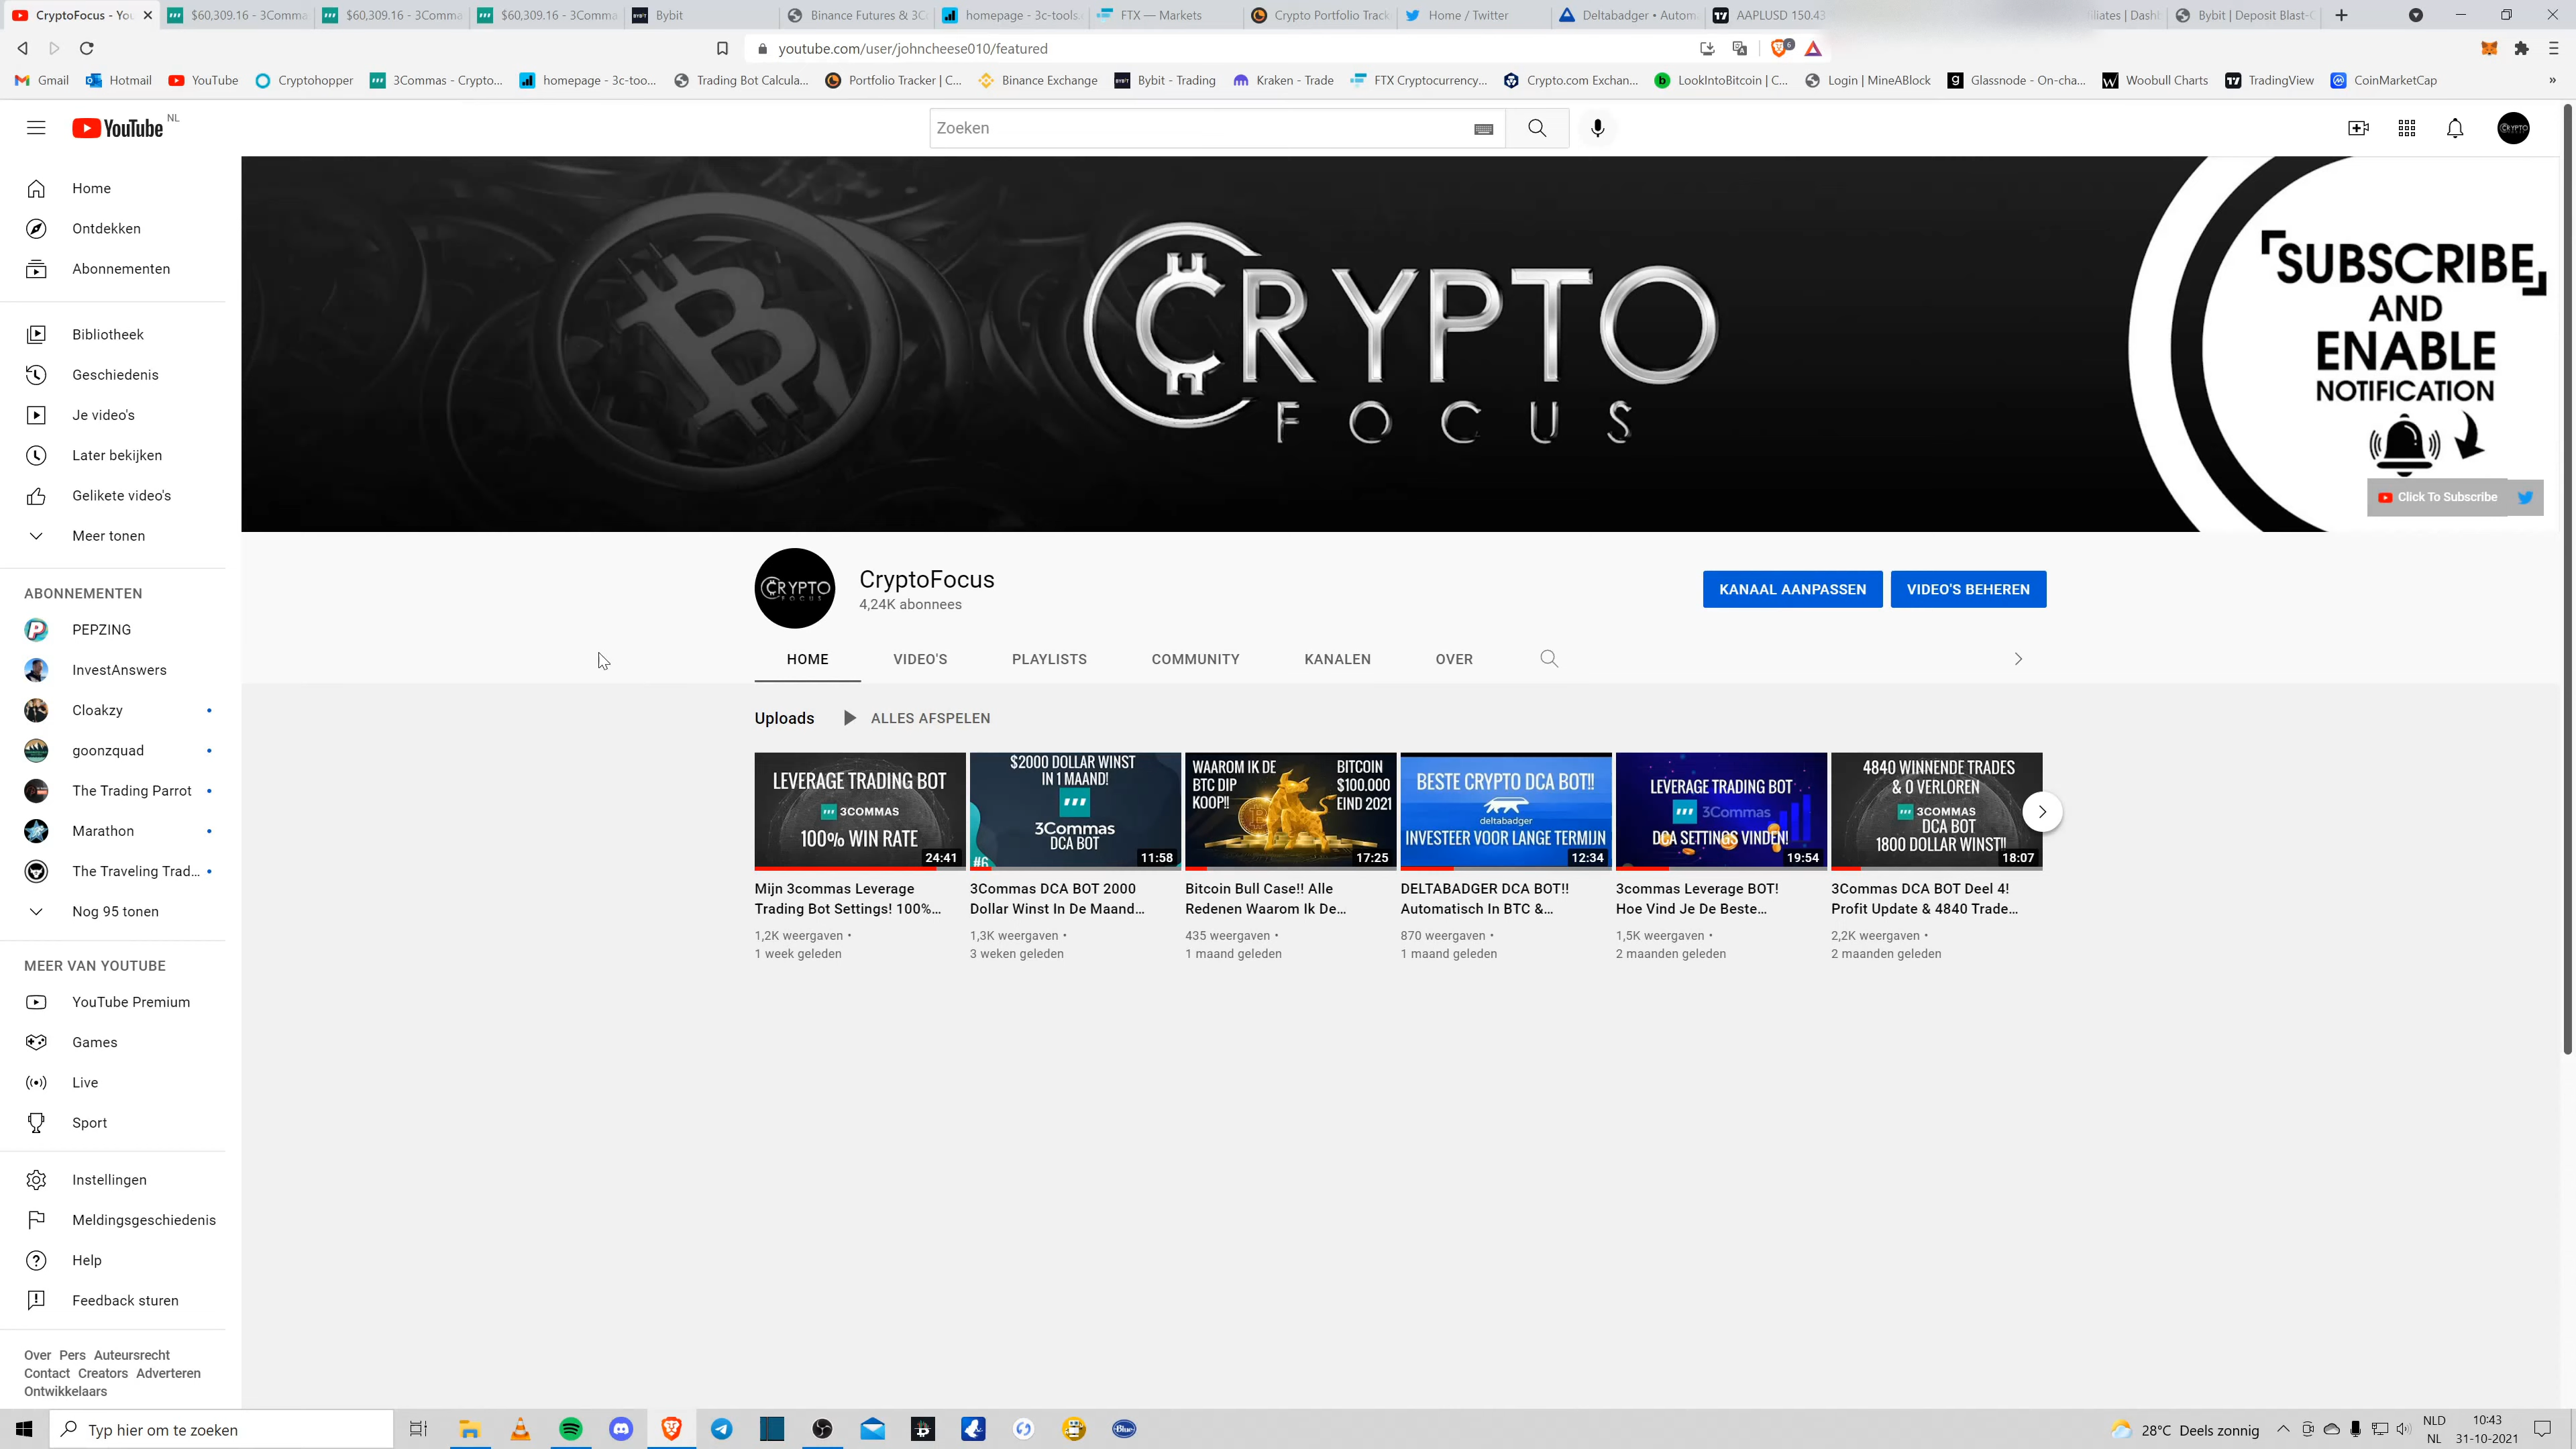 CryptoFocus - You
$60,309.16 - 3Comma
$60,309.16 - 3Comma
$60,309.16 - 3Comma
Bybit
Binance Futures & 3C
homepage - 3c-tools.
FTX — Markets
Crypto Portfolio Track
Home / Twitter
Deltabadger • Autom
AAPLUSD 150.43
iliates | Dash
Bybit | Deposit Blast-
youtube.com/user/johncheese010/featured
6
Gmail
Hotmail
YouTube
Cryptohopper
3Commas - Crypto...
homepage - 3c-too...
Trading Bot Calcula...
Portfolio Tracker | C...
Binance Exchange
Bybit - Trading
Kraken - Trade
FTX Cryptocurrency...
Crypto.com Exchan...
LookIntoBitcoin | C...
Login | MineABlock
Glassnode - On-cha...
Woobull Charts
TradingView
CoinMarketCap
YouTube NL
Zoeken
Home
Ontdekken
Abonnementen
Bibliotheek
Geschiedenis
Je video's
Later bekijken
Gelikete video's
Meer tonen
ABONNEMENTEN
PEPZING
InvestAnswers
Cloakzy
goonzquad
The Trading Parrot
Marathon
The Traveling Trad...
Nog 95 tonen
MEER VAN YOUTUBE
YouTube Premium
Games
Live
Sport
Instellingen
Meldingsgeschiedenis
Help
Feedback sturen
Over Pers Auteursrecht
Contact Creators Adverteren
Ontwikkelaars
CRYPTO
FOCUS
SUBSCRIBE
AND
ENABLE
NOTIFICATION
Click To Subscribe
CRYPTO
FOCUS
CryptoFocus
4,24K abonnees
KANAAL AANPASSEN
VIDEO'S BEHEREN
HOME
VIDEO'S
PLAYLISTS
COMMUNITY
KANALEN
OVER
Uploads
ALLES AFSPELEN
LEVERAGE TRADING BOT
3COMMAS
100% WIN RATE
24:41
Mijn 3commas Leverage
Trading Bot Settings! 100%...
1,2K weergaven •
1 week geleden
$2000 DOLLAR WINST
IN 1 MAAND!
3Commas
DCA BOT
#6
11:58
3Commas DCA BOT 2000
Dollar Winst In De Maand...
1,3K weergaven •
3 weken geleden
WAAROM IK DE
BTC DIP
KOOP!!
BITCOIN
$100.000
EIND 2021
17:25
Bitcoin Bull Case!! Alle
Redenen Waarom Ik De...
435 weergaven •
1 maand geleden
BESTE CRYPTO DCA BOT!!
deltabadger
INVESTEER VOOR LANGE TERMIJN
12:34
DELTABADGER DCA BOT!!
Automatisch In BTC &...
870 weergaven •
1 maand geleden
LEVERAGE TRADING BOT
3Commas
DCA SETTINGS VINDEN!
19:54
3commas Leverage BOT!
Hoe Vind Je De Beste...
1,5K weergaven •
2 maanden geleden
4840 WINNENDE TRADES
& 0 VERLOREN
3COMMAS
DCA BOT
1800 DOLLAR WINST!!
18:07
3Commas DCA BOT Deel 4!
Profit Update & 4840 Trade...
2,2K weergaven •
2 maanden geleden
Typ hier om te zoeken
Blue
28°C Deels zonnig
NLD
NL
10:43
31-10-2021